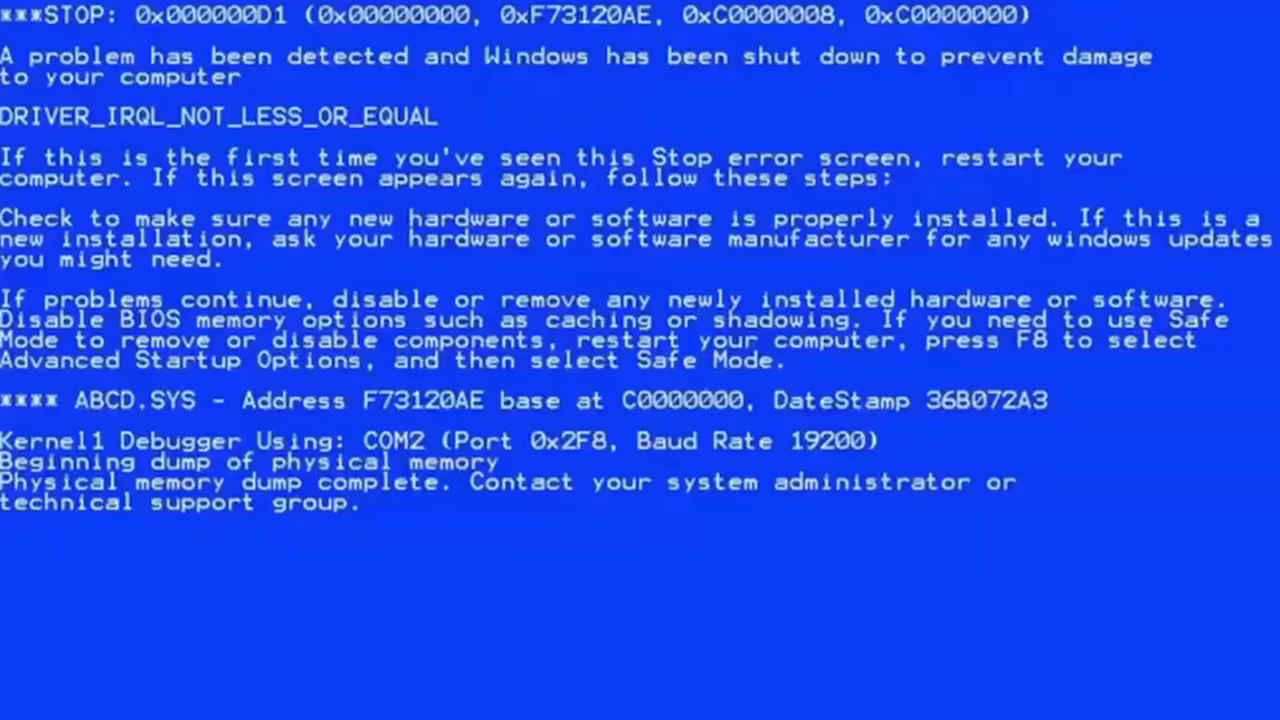 ***STOP: 0x000000D1 (0x00000000, 0xF73120AE, 0xC0000008, 0xC0000000)
A problem has been detected and Windows has been shut down to prevent damage
to your computer
DRIVER_IRQL_NOT_LESS_OR_EQUAL
If this is the first time you've seen this Stop error screen, restart your
computer. If this screen appears again, follow these steps:
Check to make sure any new hardware or software is properly installed. If this is a
new installation, ask your hardware or software manufacturer for any windows updates
you might need.
If problems continue, disable or remove any newly installed hardware or software.
Disable BIOS memory options such as caching or shadowing. If you need to use Safe
Mode to remove or disable components, restart your computer, press F8 to select
Advanced Startup Options, and then select Safe Mode.
**** ABCD.SYS - Address F73120AE base at C0000000, DateStamp 36B072A3
Kernel1 Debugger Using: COM2 (Port 0x2F8, Baud Rate 19200)
Beginning dump of physical memory
Physical memory dump complete. Contact your system administrator or
technical support group.